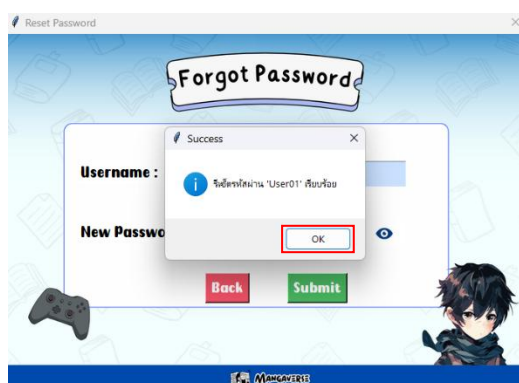 Reset Password
Forgot Password
Success
Username :
รีเซ็ตรหัสผ่าน 'User01' เรียบร้อย
New Passwo
OK
Back
Submit
MANGAVERSE